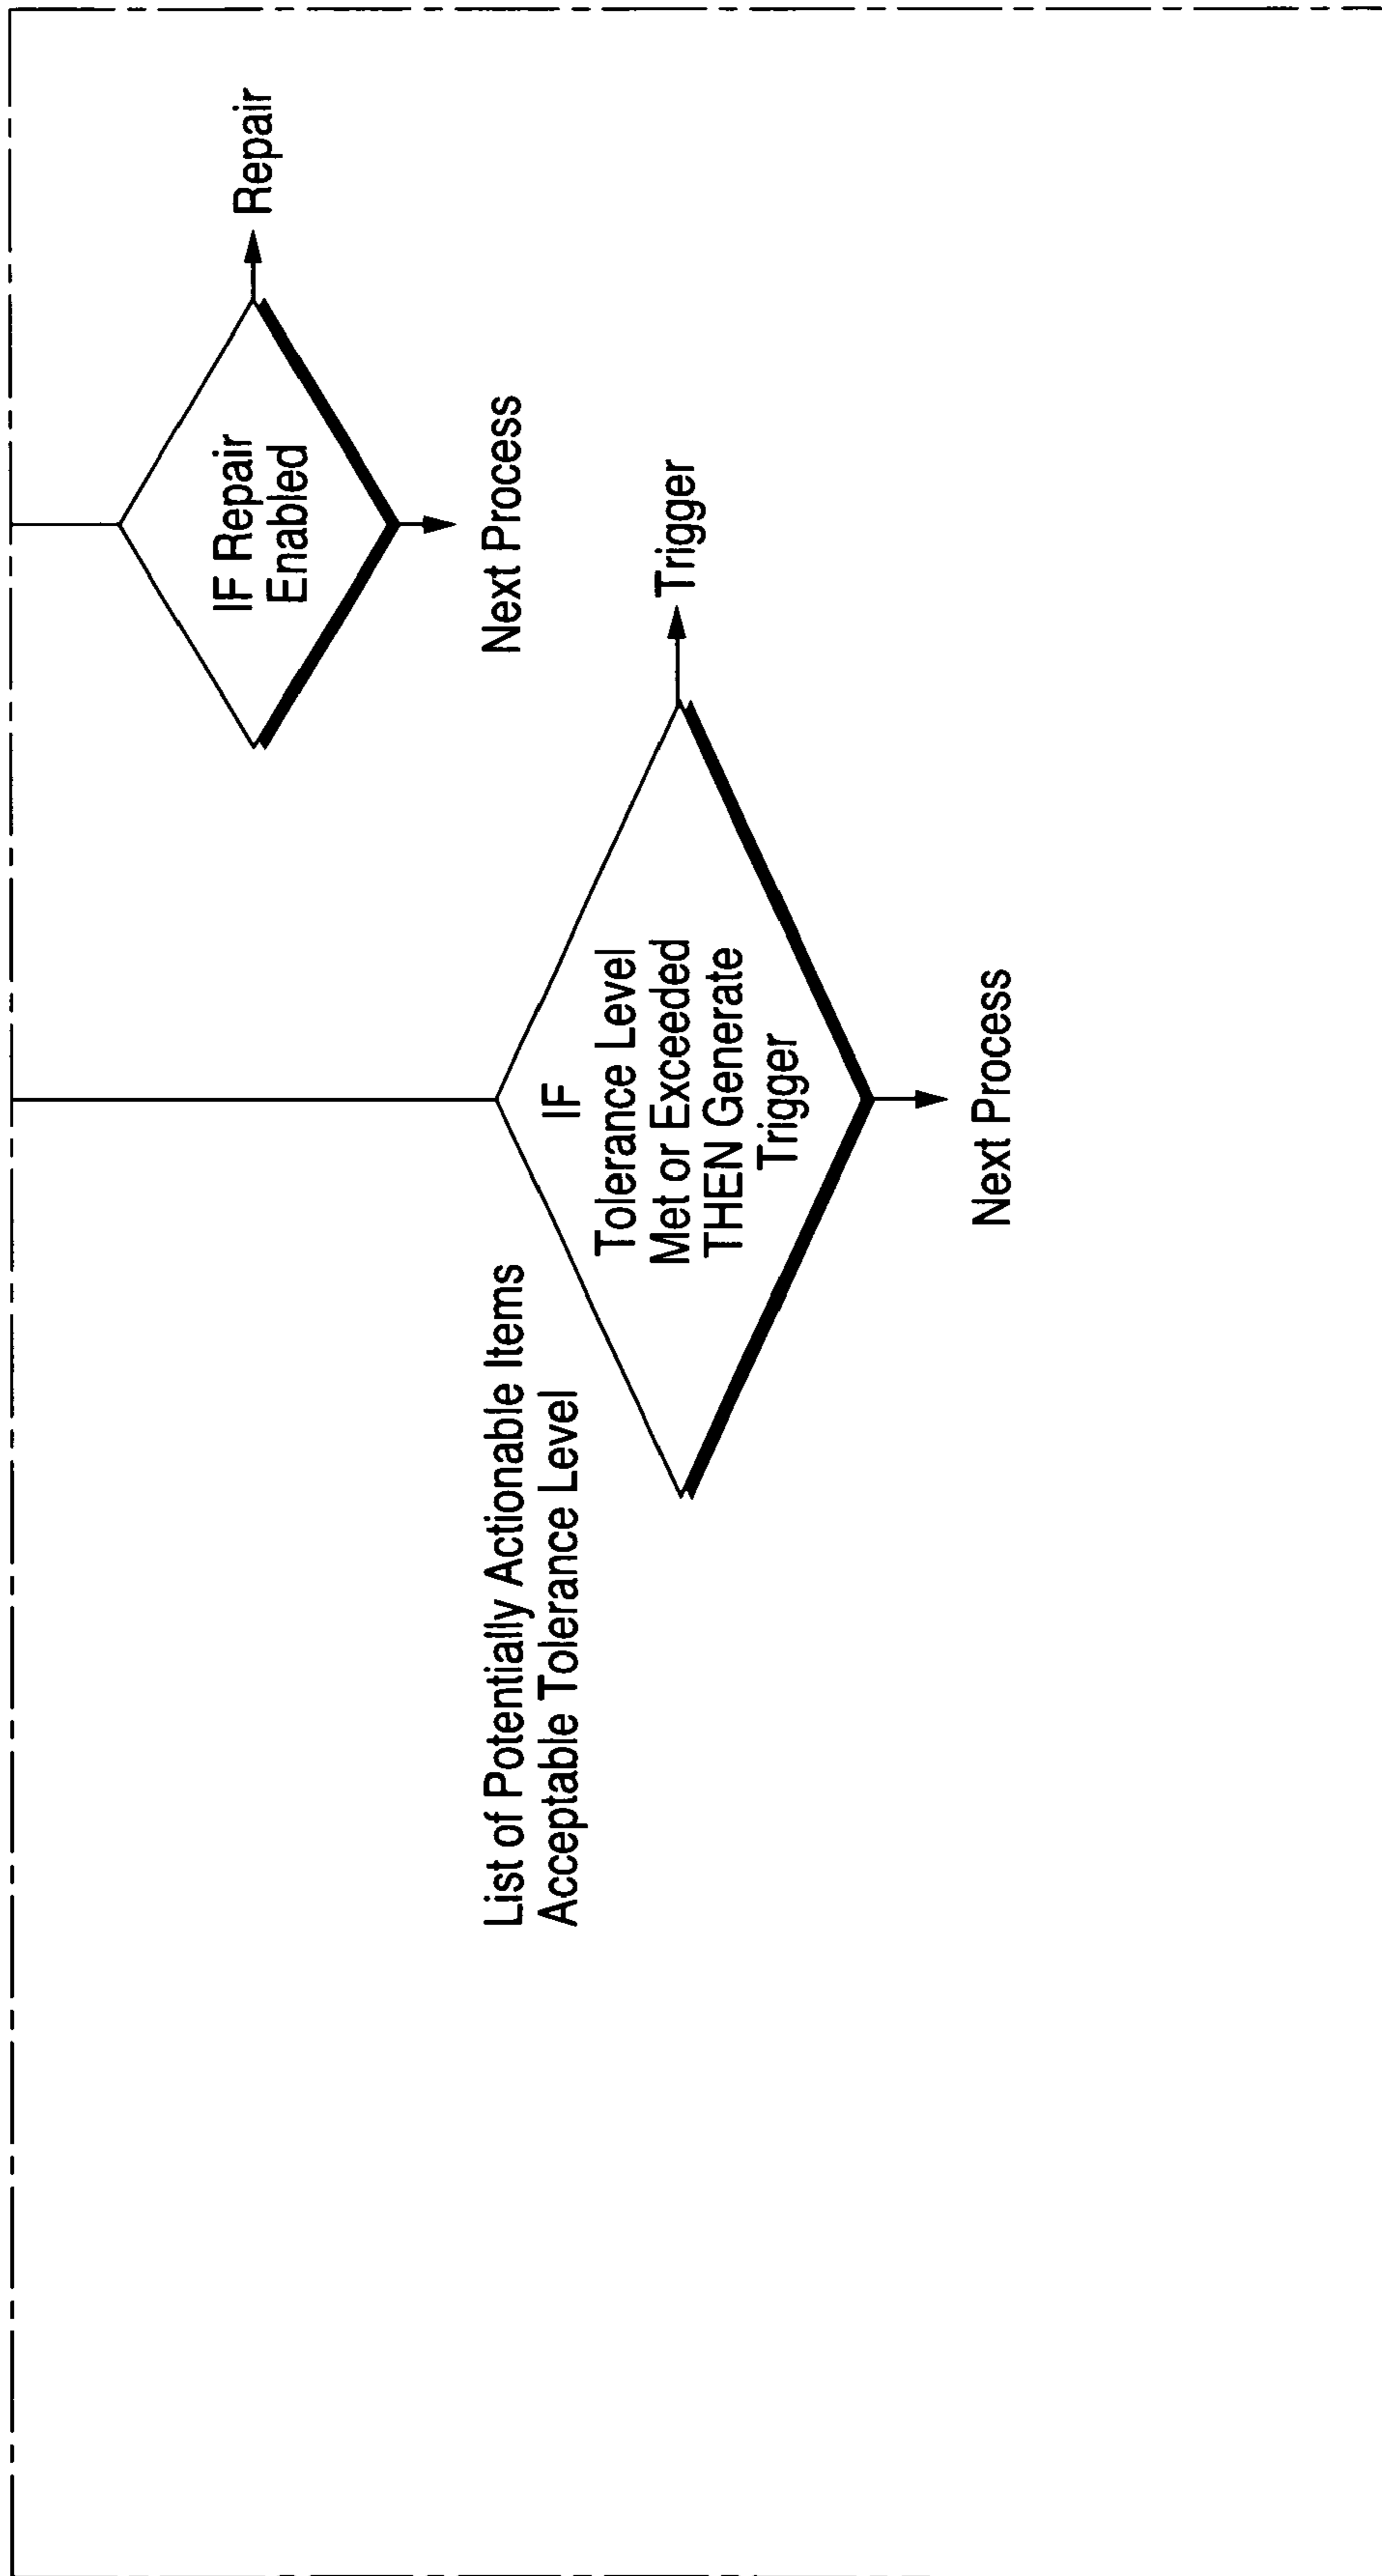 List of Potentially Actionable Items
Acceptable Tolerance Level
IF
Tolerance Level
Met or Exceeded
THEN Generate
Trigger
Trigger
Next Process
IF Repair
Enabled
Repair
Next Process